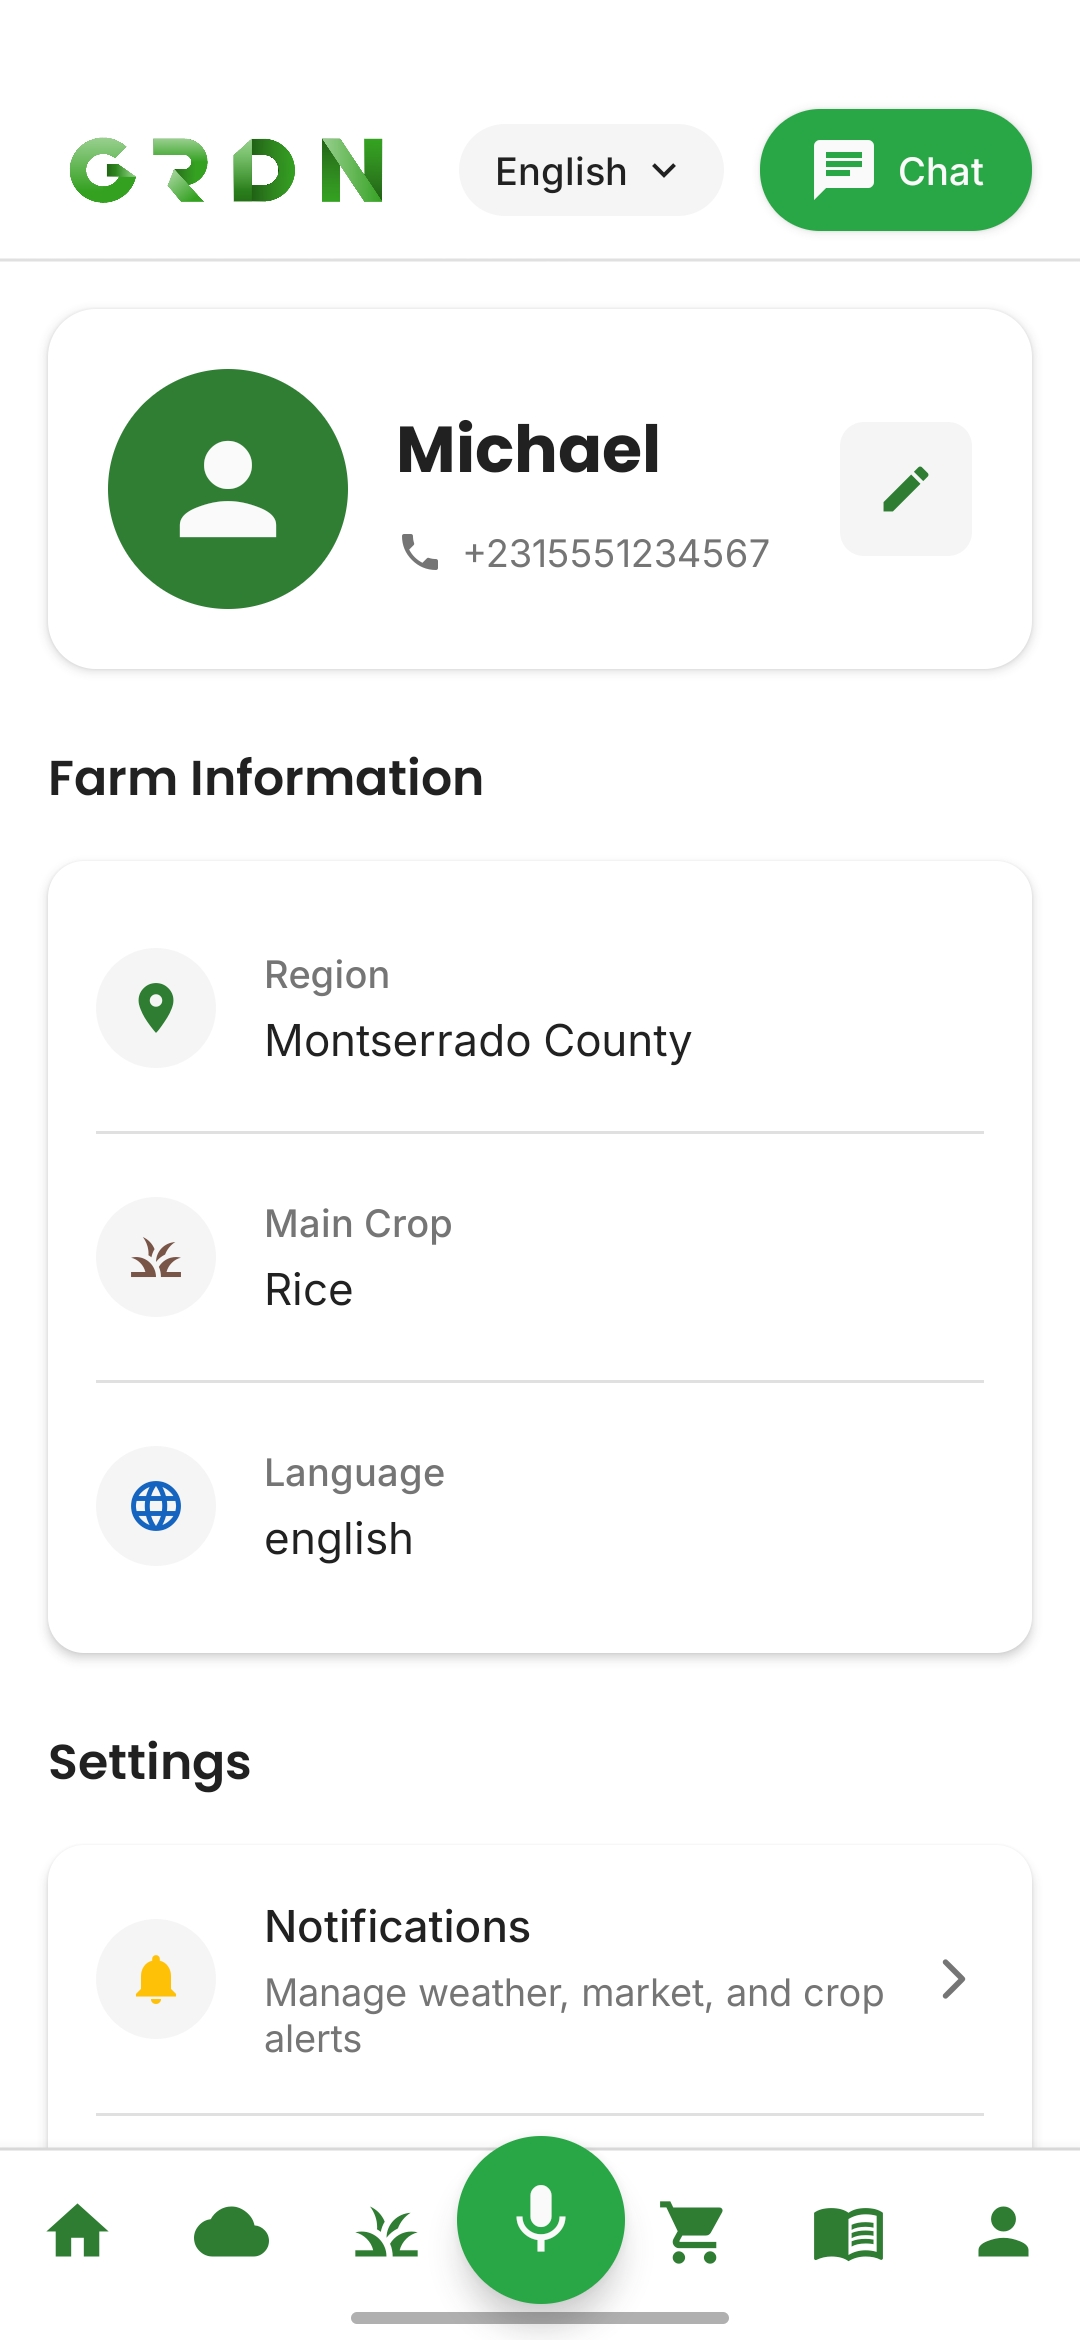 GRDN
English
Chat
Michael
+2315551234567
Farm Information
Region
Montserrado County
Main Crop
Rice
Language
english
Settings
Notifications
Manage weather, market, and crop
alerts